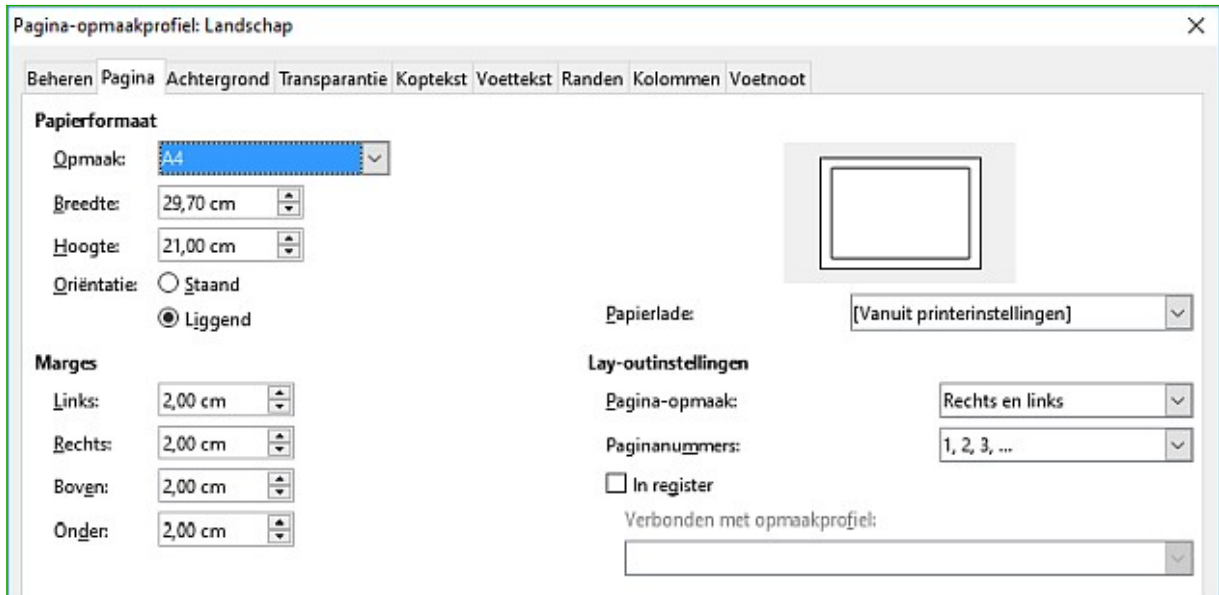 Pagina-opmaakprofiel: Landschap
Beheren Pagina Achtergrond Transparantie Koptekst Voettekst Randen Kolommen Voetnoot
Papierformaat
Opmaak: A4
Breedte: 29,70 cm
Hoogte: 21,00 cm
Oriëntatie: Staand
Liggend
Papierlade: [Vanuit printerinstellingen]
Marges
Links: 2,00 cm
Rechts: 2,00 cm
Boven: 2,00 cm
Onder: 2,00 cm
Lay-outinstellingen
Pagina-opmaak: Rechts en links
Paginanummers: 1, 2, 3, ...
In register
Verbonden met opmaakprofiel: